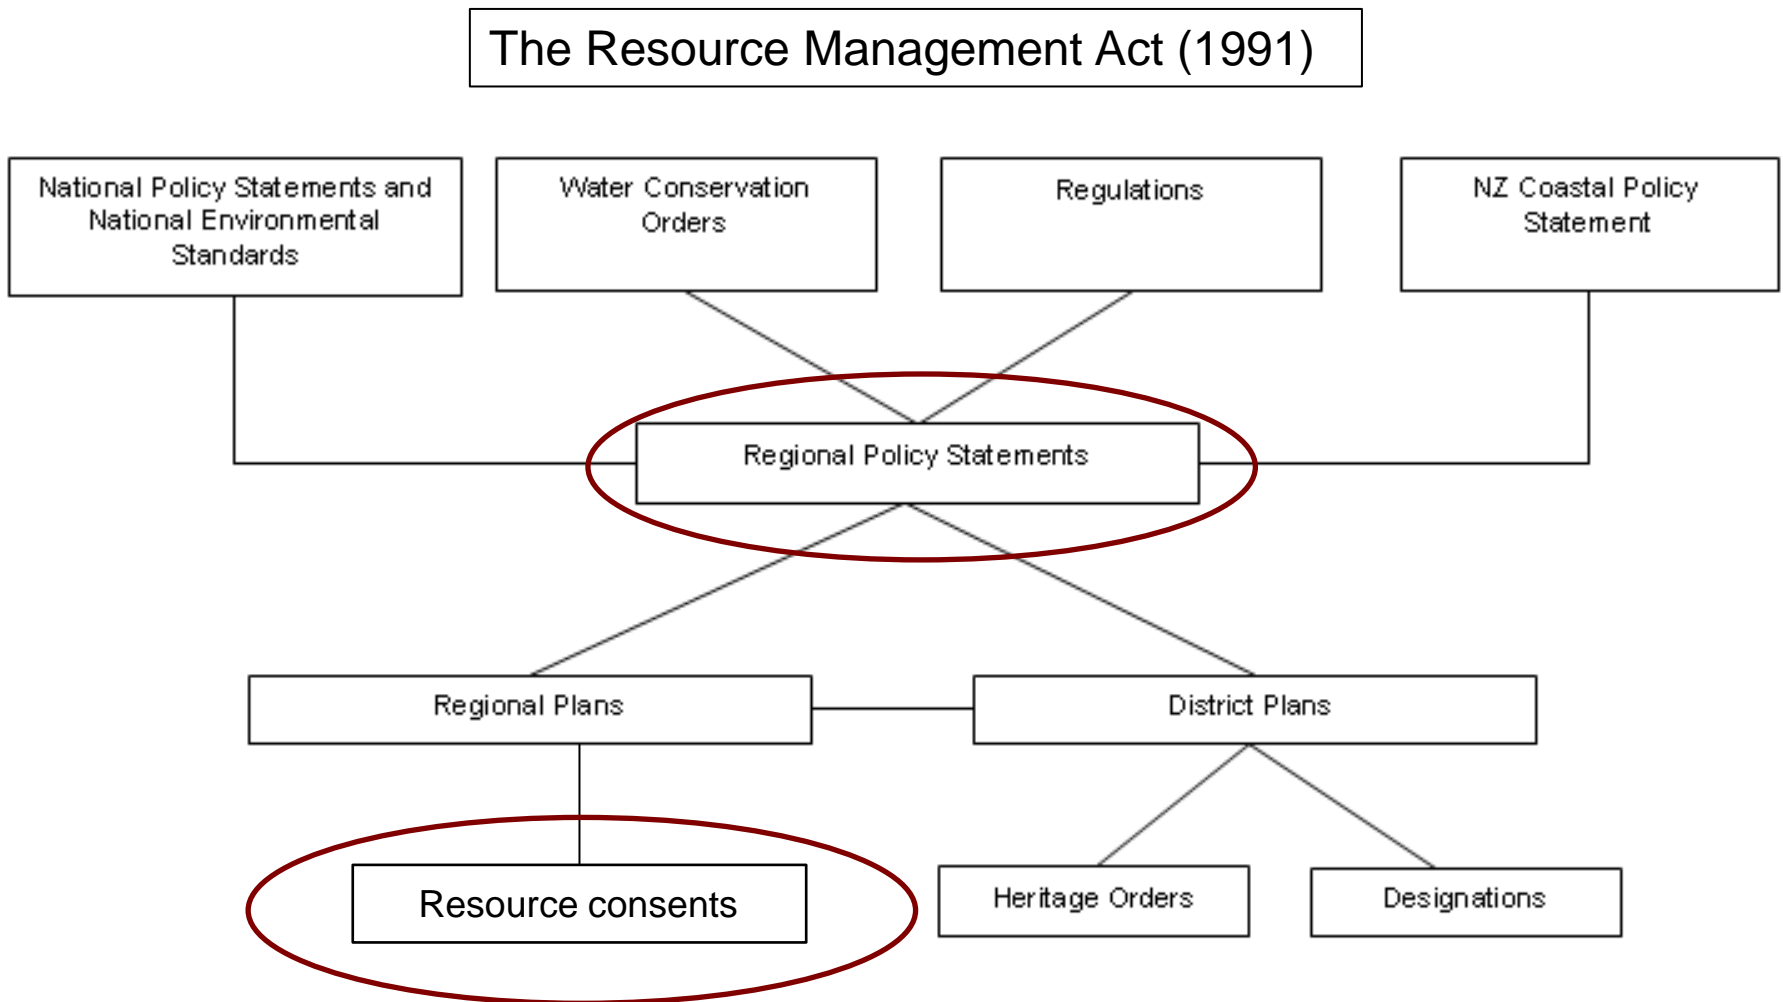 The Resource Management Act (1991)
National Policy Statements and
National Environmental
Standards
Water Conservation
Orders
Regulations
NZ Coastal Policy
Statement
Regional Policy Statements
Regional Plans
District Plans
Resource consents
Heritage Orders
Designations